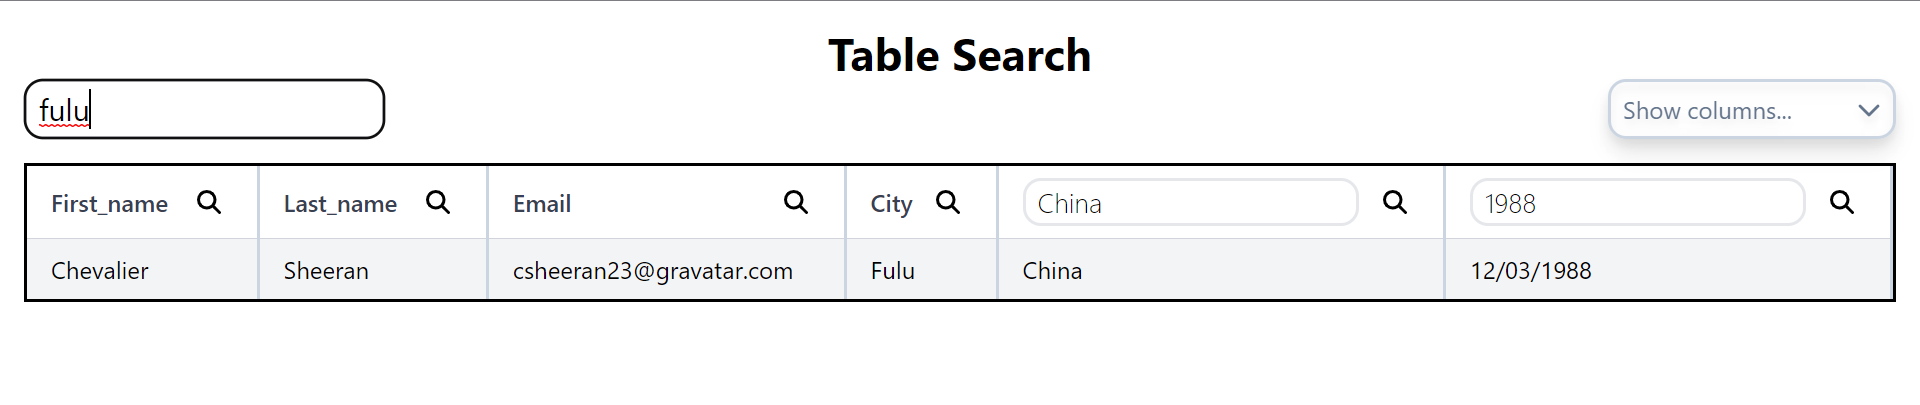 Table Search
fulu
Show columns...
First_name Last_name Email City China 1988
Chevalier Sheeran csheeran23@gravatar.com Fulu China 12/03/1988